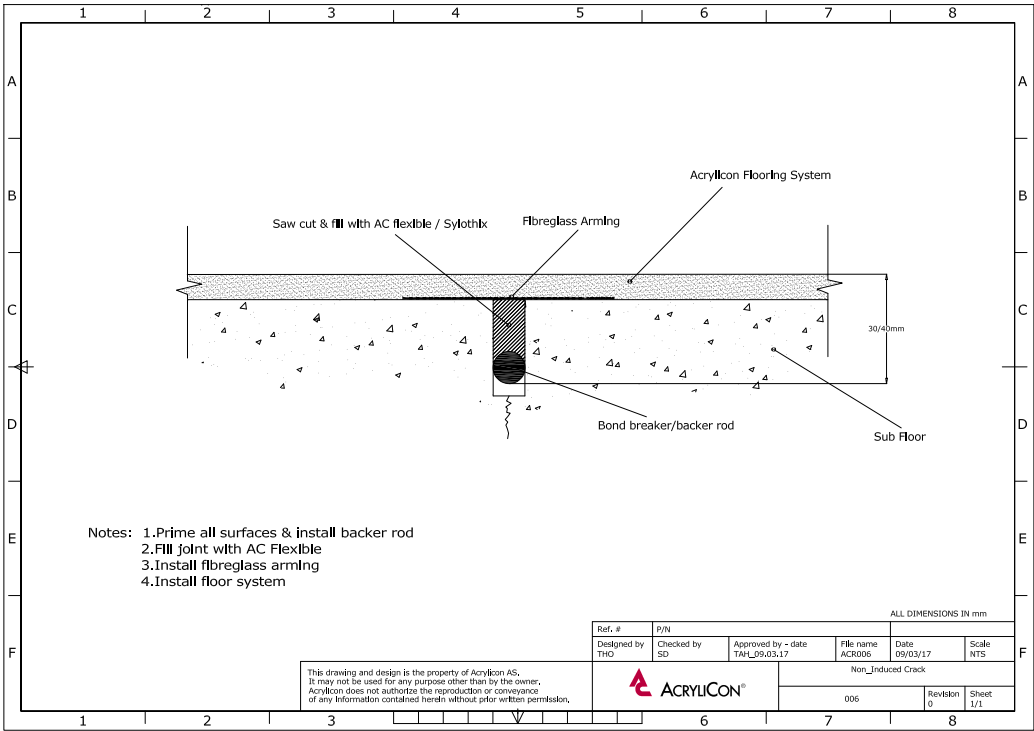 1 2 3 4 5 6 7 8
A A
B B
C C
D D
E E
F F
Acrylicon Flooring System
Saw cut & fill with AC flexible / Sylothix
Fibreglass Arming
30/40mm
Bond breaker/backer rod
Sub Floor
Notes: 1.Prime all surfaces & install backer rod
2.Fill joint with AC Flexible
3.Install fibreglass arming
4.Install floor system
ALL DIMENSIONS IN mm
Ref. # P/N
Designed by Checked by Approved by - date File name Date Scale
THO SD TAH_09.03.17 ACR006 09/03/17 NTS
This drawing and design is the property of Acrylicon AS.
It may not be used for any purpose other than by the owner.
Acrylicon does not authorize the reproduction or conveyance
of any information contained herein without prior written permission.
ACRYLICON®
Non_Induced Crack
006
Revision Sheet
0 1/1
1 2 3 4 5 6 7 8